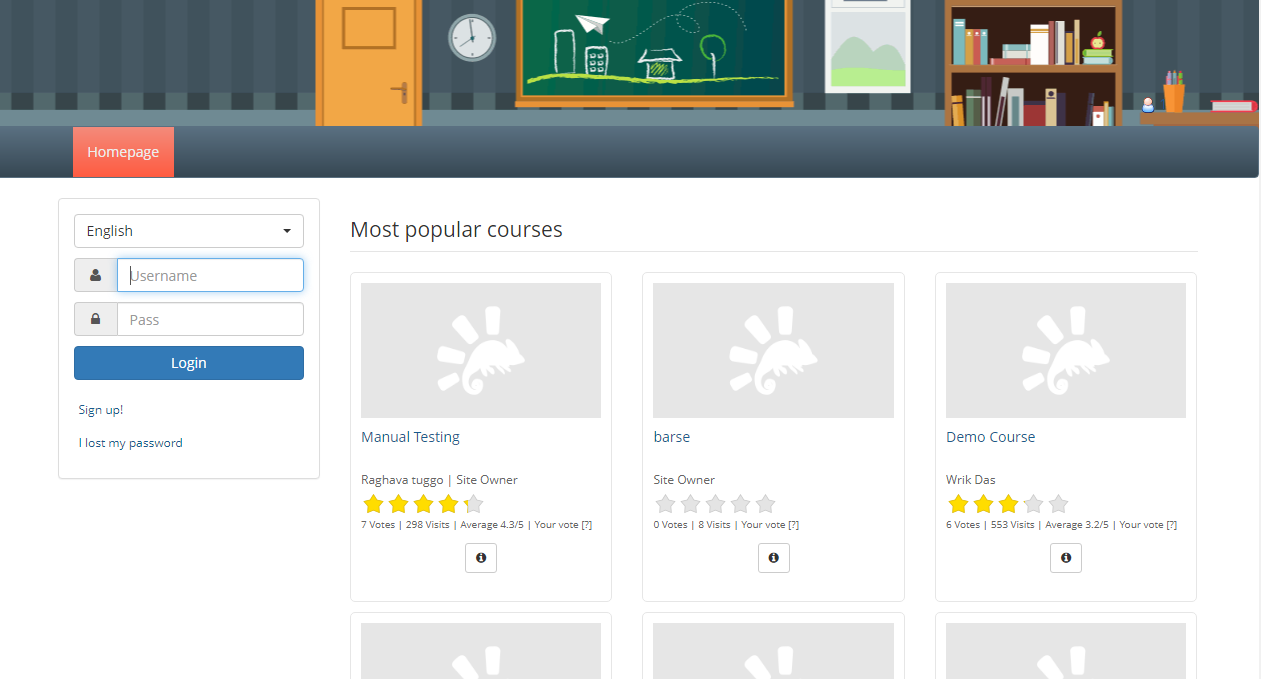 Homepage
English
Username
Pass
Login
Sign up!
I lost my password
Most popular courses
Manual Testing
Raghava tuggo | Site Owner
7 Votes | 298 Visits | Average 4.3/5 | Your vote [?]
barse
Site Owner
0 Votes | 8 Visits | Your vote [?]
Demo Course
Wrik Das
6 Votes | 553 Visits | Average 3.2/5 | Your vote [?]